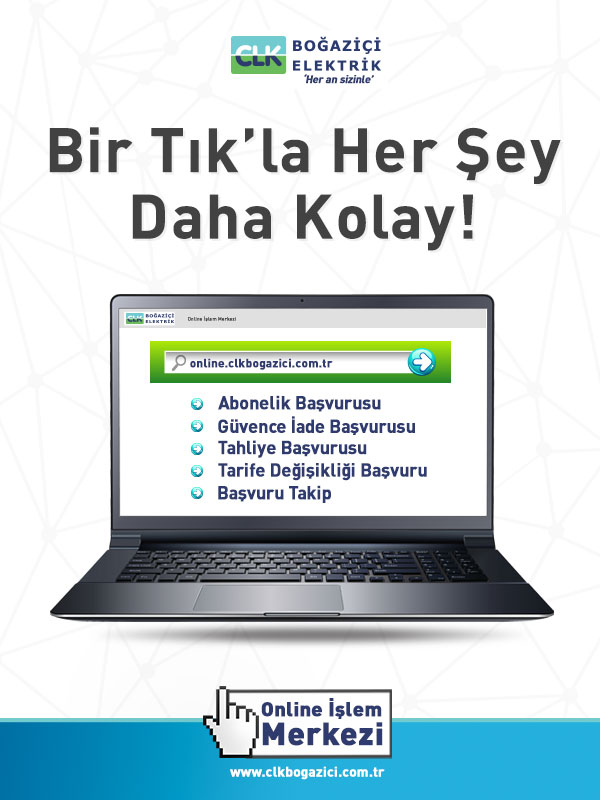 CLK BOĞAZİÇİ
ELEKTRİK
'Her an sizinle'
Bir Tık'la Her Şey
Daha Kolay!
CLK BOĞAZİÇİ
ELEKTRİK
Online İşlem Merkezi
online.clkbogazici.com.tr
Abonelik Başvurusu
Güvence İade Başvurusu
Tahliye Başvurusu
Tarife Değişikliği Başvuru
Başvuru Takip
Online İşlem
Merkezi
www.clkbogazici.com.tr